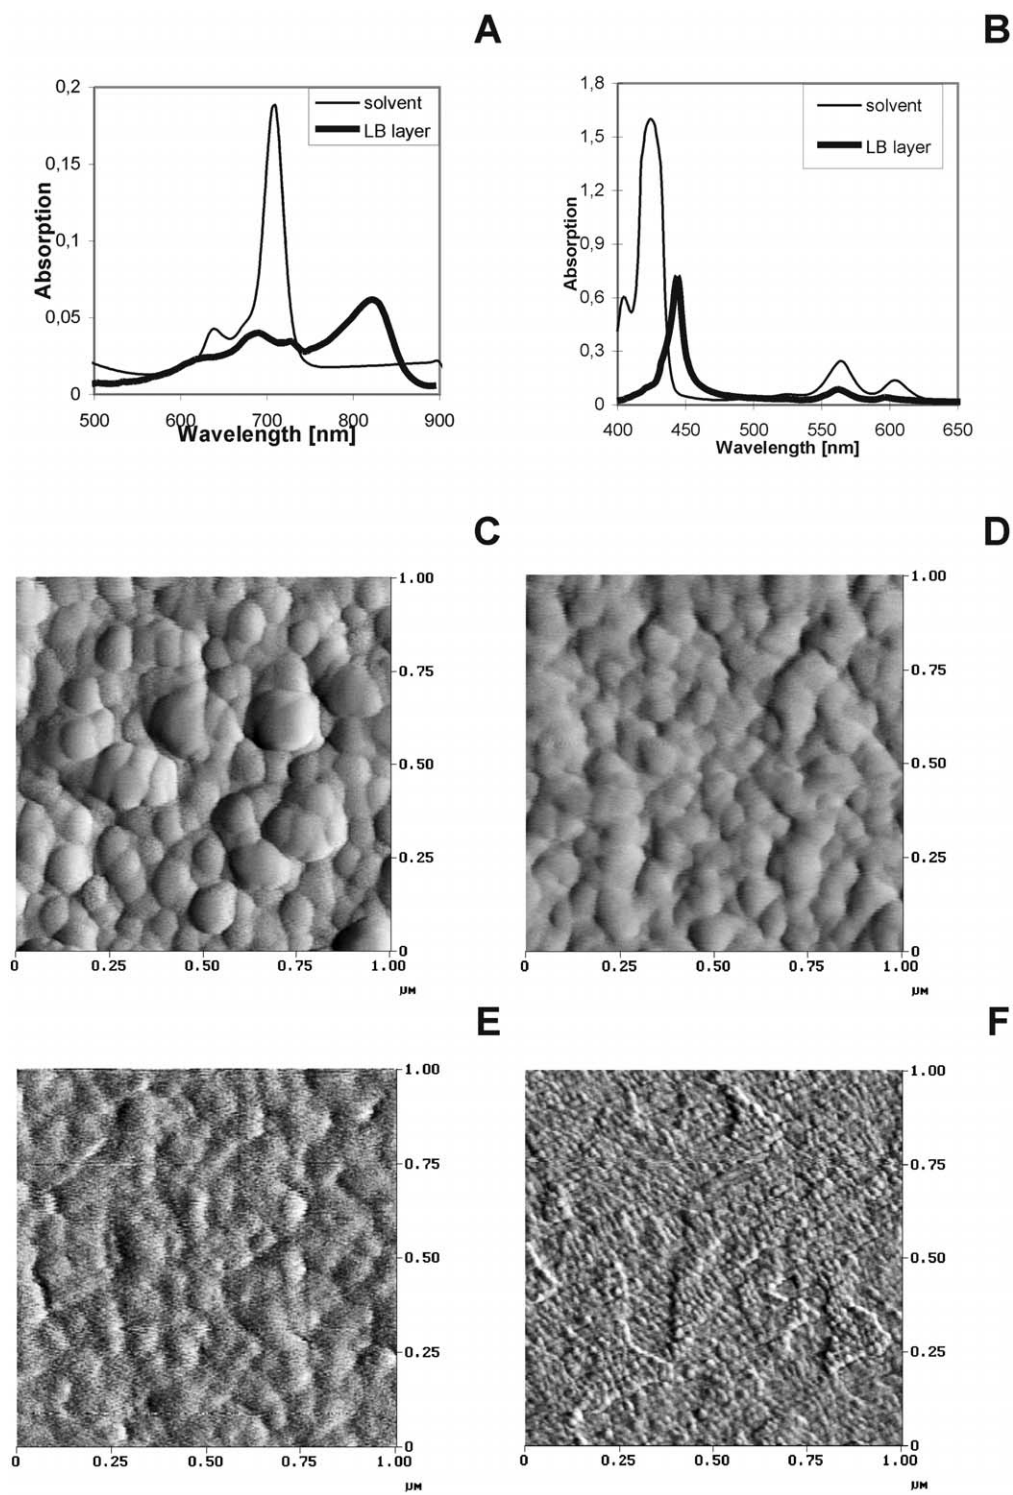 A
B
0,2
0,15
0,1
0,05
0
Absorption
solvent
LB layer
500 600 700 800 900
Wavelength [nm]
1,8
1,5
1,2
0,9
0,6
0,3
0
Absorption
solvent
LB layer
400 450 500 550 600 650
Wavelength [nm]
C
D
1.00
0.75
0.50
0.25
0
0 0.25 0.50 0.75 1.00
µM
1.00
0.75
0.50
0.25
0
0 0.25 0.50 0.75 1.00
µM
E
F
1.00
0.75
0.50
0.25
0
0 0.25 0.50 0.75 1.00
µM
1.00
0.75
0.50
0.25
0
0 0.25 0.50 0.75 1.00
µM